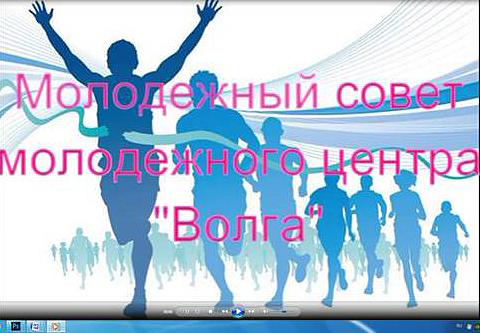 Молодежный совет
молодежного центра
"Волга"